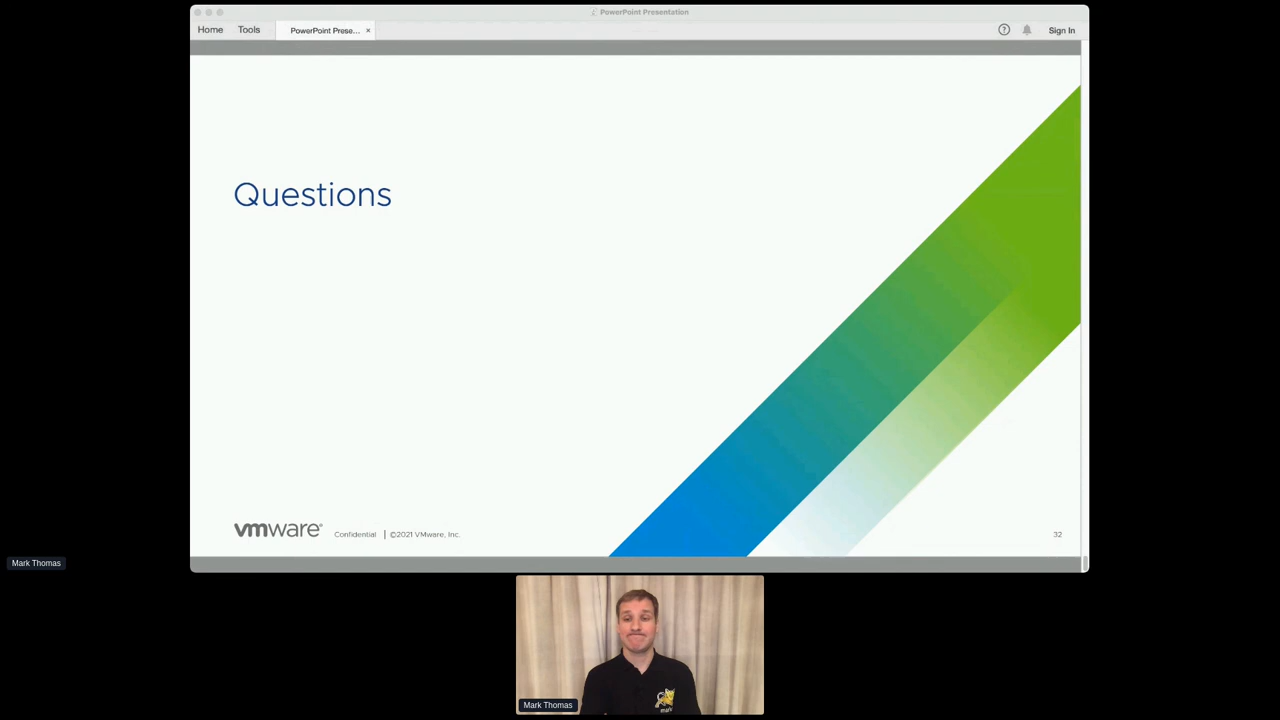 PowerPoint Presentation
Home
Tools
PowerPoint Prese...
×
?
Sign In
Questions
vmware®
Confidential
©2021 VMware, Inc.
32
Mark Thomas
Mark Thomas